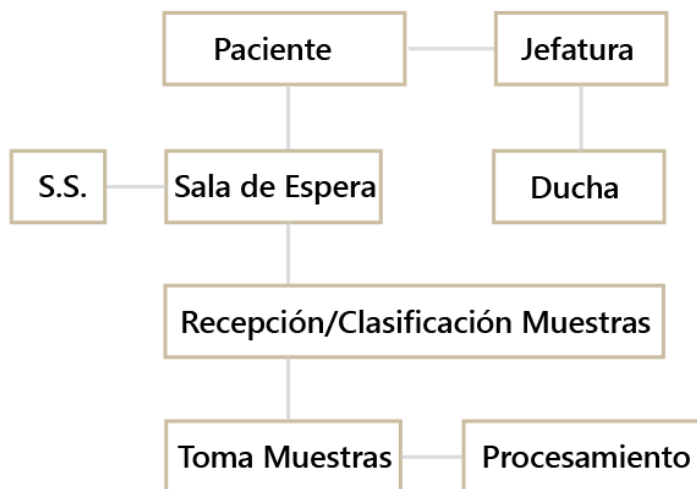 Paciente
Jefatura
S.S.
Sala de Espera
Ducha
Recepción/Clasificación Muestras
Toma Muestras
Procesamiento